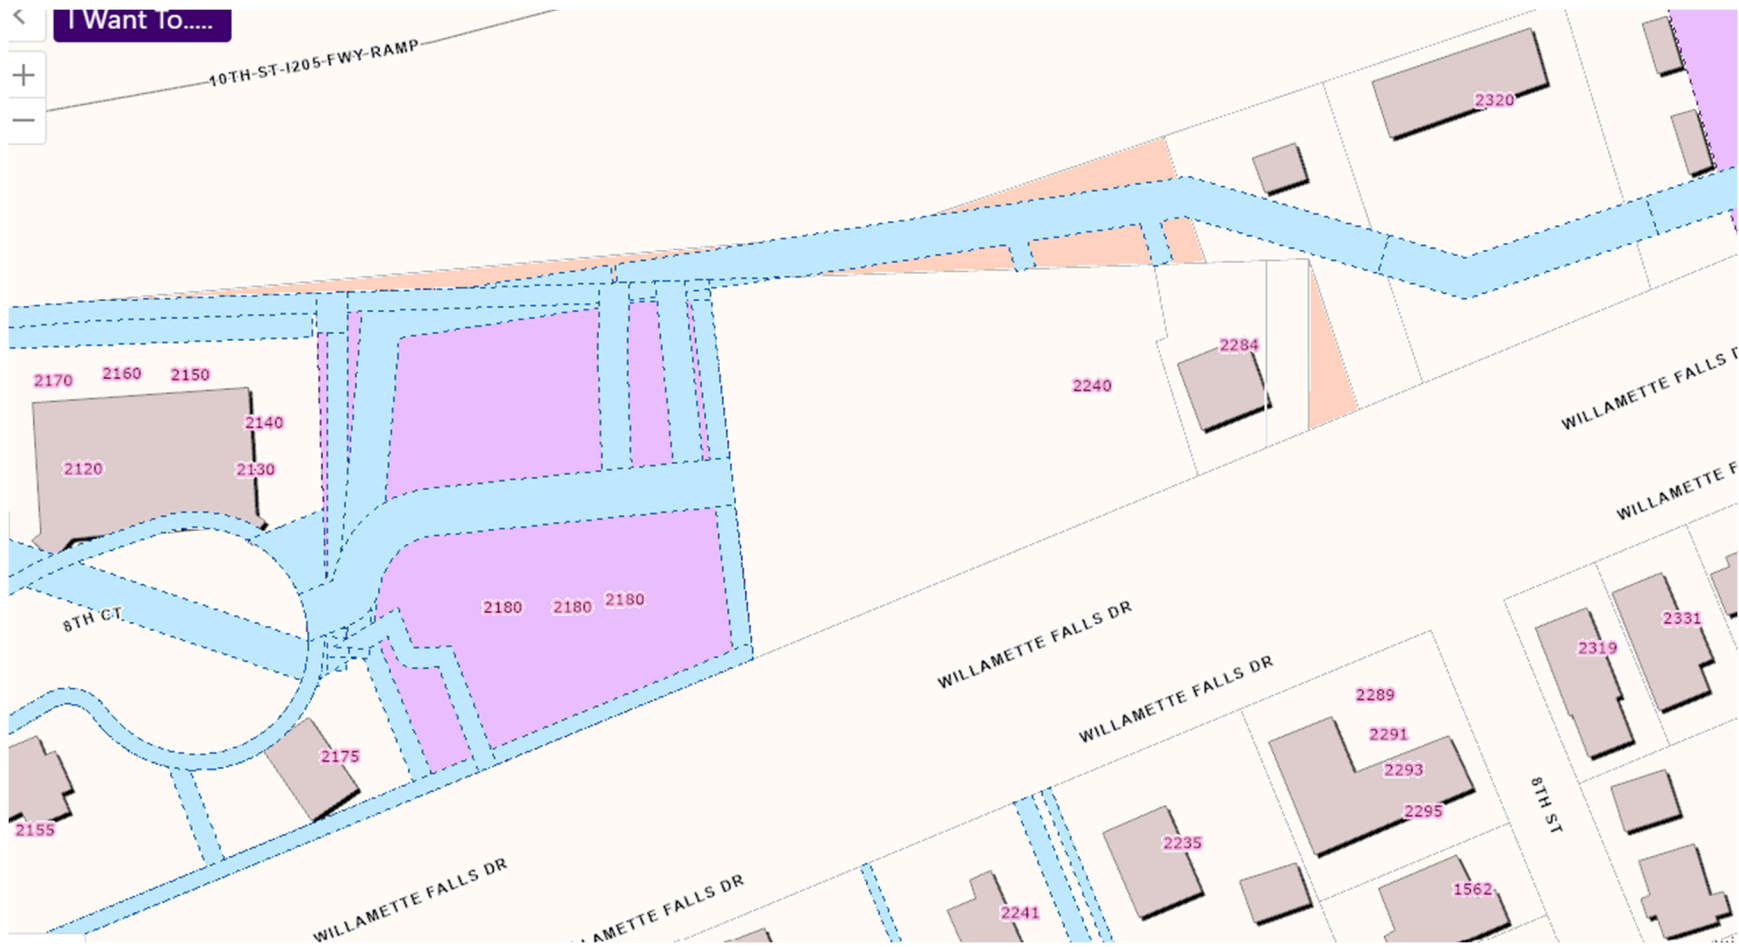 I Want To.....
10TH-ST-I205-FWY-RAMP
2320
2284
2240
2170
2160
2150
2140
2120
2130
WILLAMETTE FALLS D
WILLAMETTE F
8TH CT
2180
2180
2180
WILLAMETTE FALLS DR
WILLAMETTE FALLS DR
2331
2319
2289
2291
2293
2295
8TH ST
2175
2155
2235
1562
2241
WILLAMETTE FALLS DR
LAMETTE FALLS DR